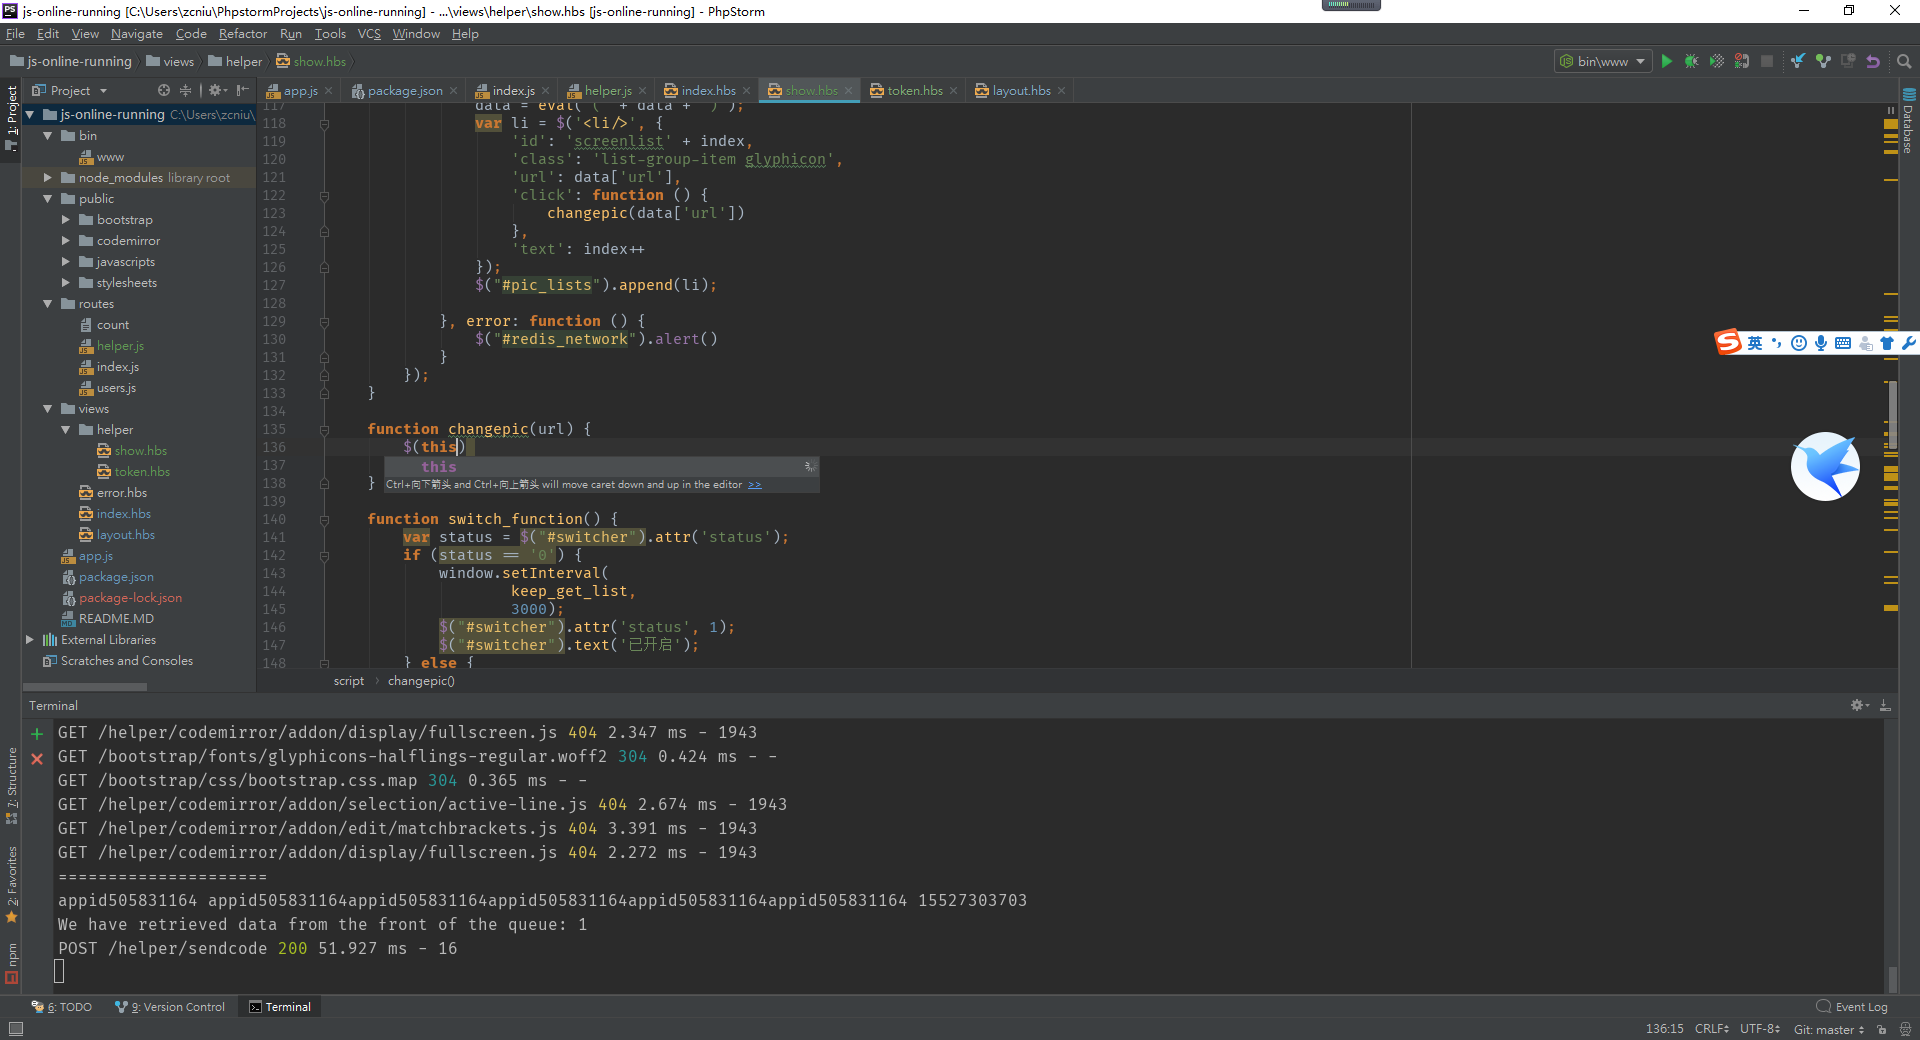 js-online-running [C:\Users\zcniu\PhpstormProjects\js-online-running] - ...\views\helper\show.hbs [js-online-running] - PhpStorm
File Edit View Navigate Code Refactor Run Tools VCS Window Help
js-online-running views helper show.hbs bin\www
Project app.js package.json index.js helper.js index.hbs show.hbs token.hbs layout.hbs
1: Project
js-online-running C:\Users\zcniu\
bin
www
node_modules library root
public
bootstrap
codemirror
javascripts
stylesheets
routes
count
helper.js
index.js
users.js
views
helper
show.hbs
token.hbs
error.hbs
index.hbs
layout.hbs
app.js
package.json
package-lock.json
README.MD
External Libraries
Scratches and Consoles
117 data = eval('(' + data + ')');
118 var li = $('<li/>', {
119 'id': 'screenlist' + index,
120 'class': 'list-group-item glyphicon',
121 'url': data['url'],
122 'click': function () {
123 changepic(data['url'])
124 },
125 'text': index++
126 });
127 $("#pic_lists").append(li);
128
129 }, error: function () {
130 $("#redis_network").alert()
131 }
132 });
133 }
134
135 function changepic(url) {
136 $(this)
137 this
Ctrl+向下箭头 and Ctrl+向上箭头 will move caret down and up in the editor >>
138 }
139
140 function switch_function() {
141 var status = $("#switcher").attr('status');
142 if (status == '0') {
143 window.setInterval(
144 keep_get_list,
145 3000);
146 $("#switcher").attr('status', 1);
147 $("#switcher").text('已开启');
148 } else {
script changepic()
Database
英
Terminal
GET /helper/codemirror/addon/display/fullscreen.js 404 2.347 ms - 1943
GET /bootstrap/fonts/glyphicons-halflings-regular.woff2 304 0.424 ms - -
GET /bootstrap/css/bootstrap.css.map 304 0.365 ms - -
GET /helper/codemirror/addon/selection/active-line.js 404 2.674 ms - 1943
GET /helper/codemirror/addon/edit/matchbrackets.js 404 3.391 ms - 1943
GET /helper/codemirror/addon/display/fullscreen.js 404 2.272 ms - 1943
=====================
appid505831164 appid505831164appid505831164appid505831164appid505831164appid505831164 15527303703
We have retrieved data from the front of the queue: 1
POST /helper/sendcode 200 51.927 ms - 16
7: Structure
2: Favorites
npm
6: TODO 9: Version Control Terminal Event Log
136:15 CRLF UTF-8 Git: master